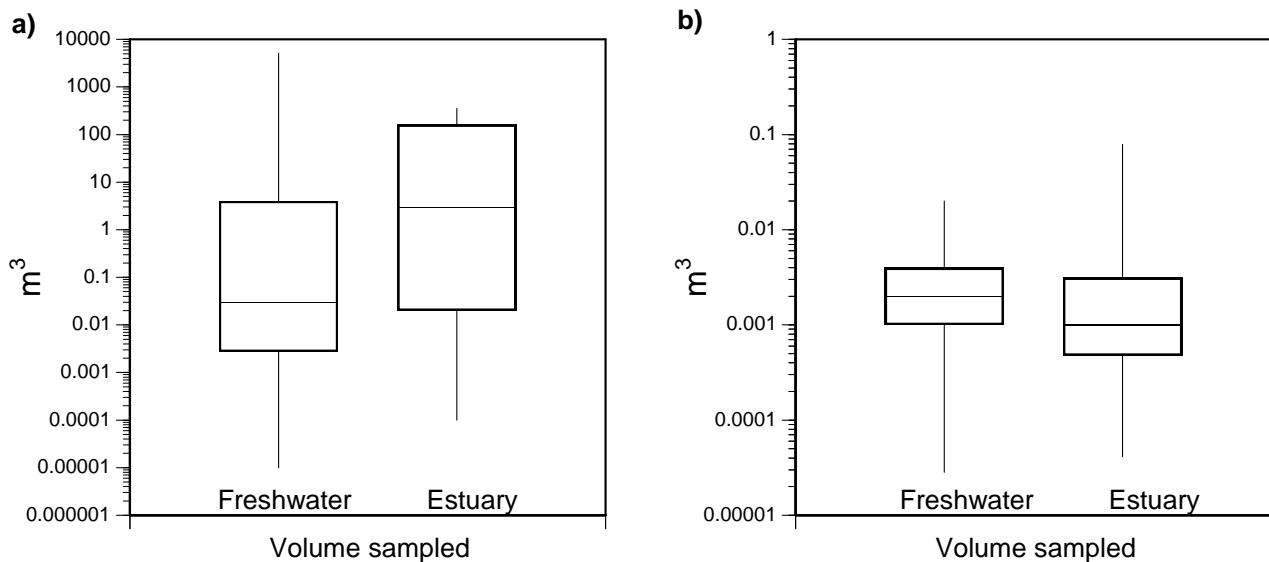 a)
10000
1000
100
10
1
0.1
0.01
0.001
0.0001
0.00001
0.000001
m³
Freshwater Estuary
Volume sampled
b)
1
0.1
0.01
0.001
0.0001
0.00001
m³
Freshwater Estuary
Volume sampled